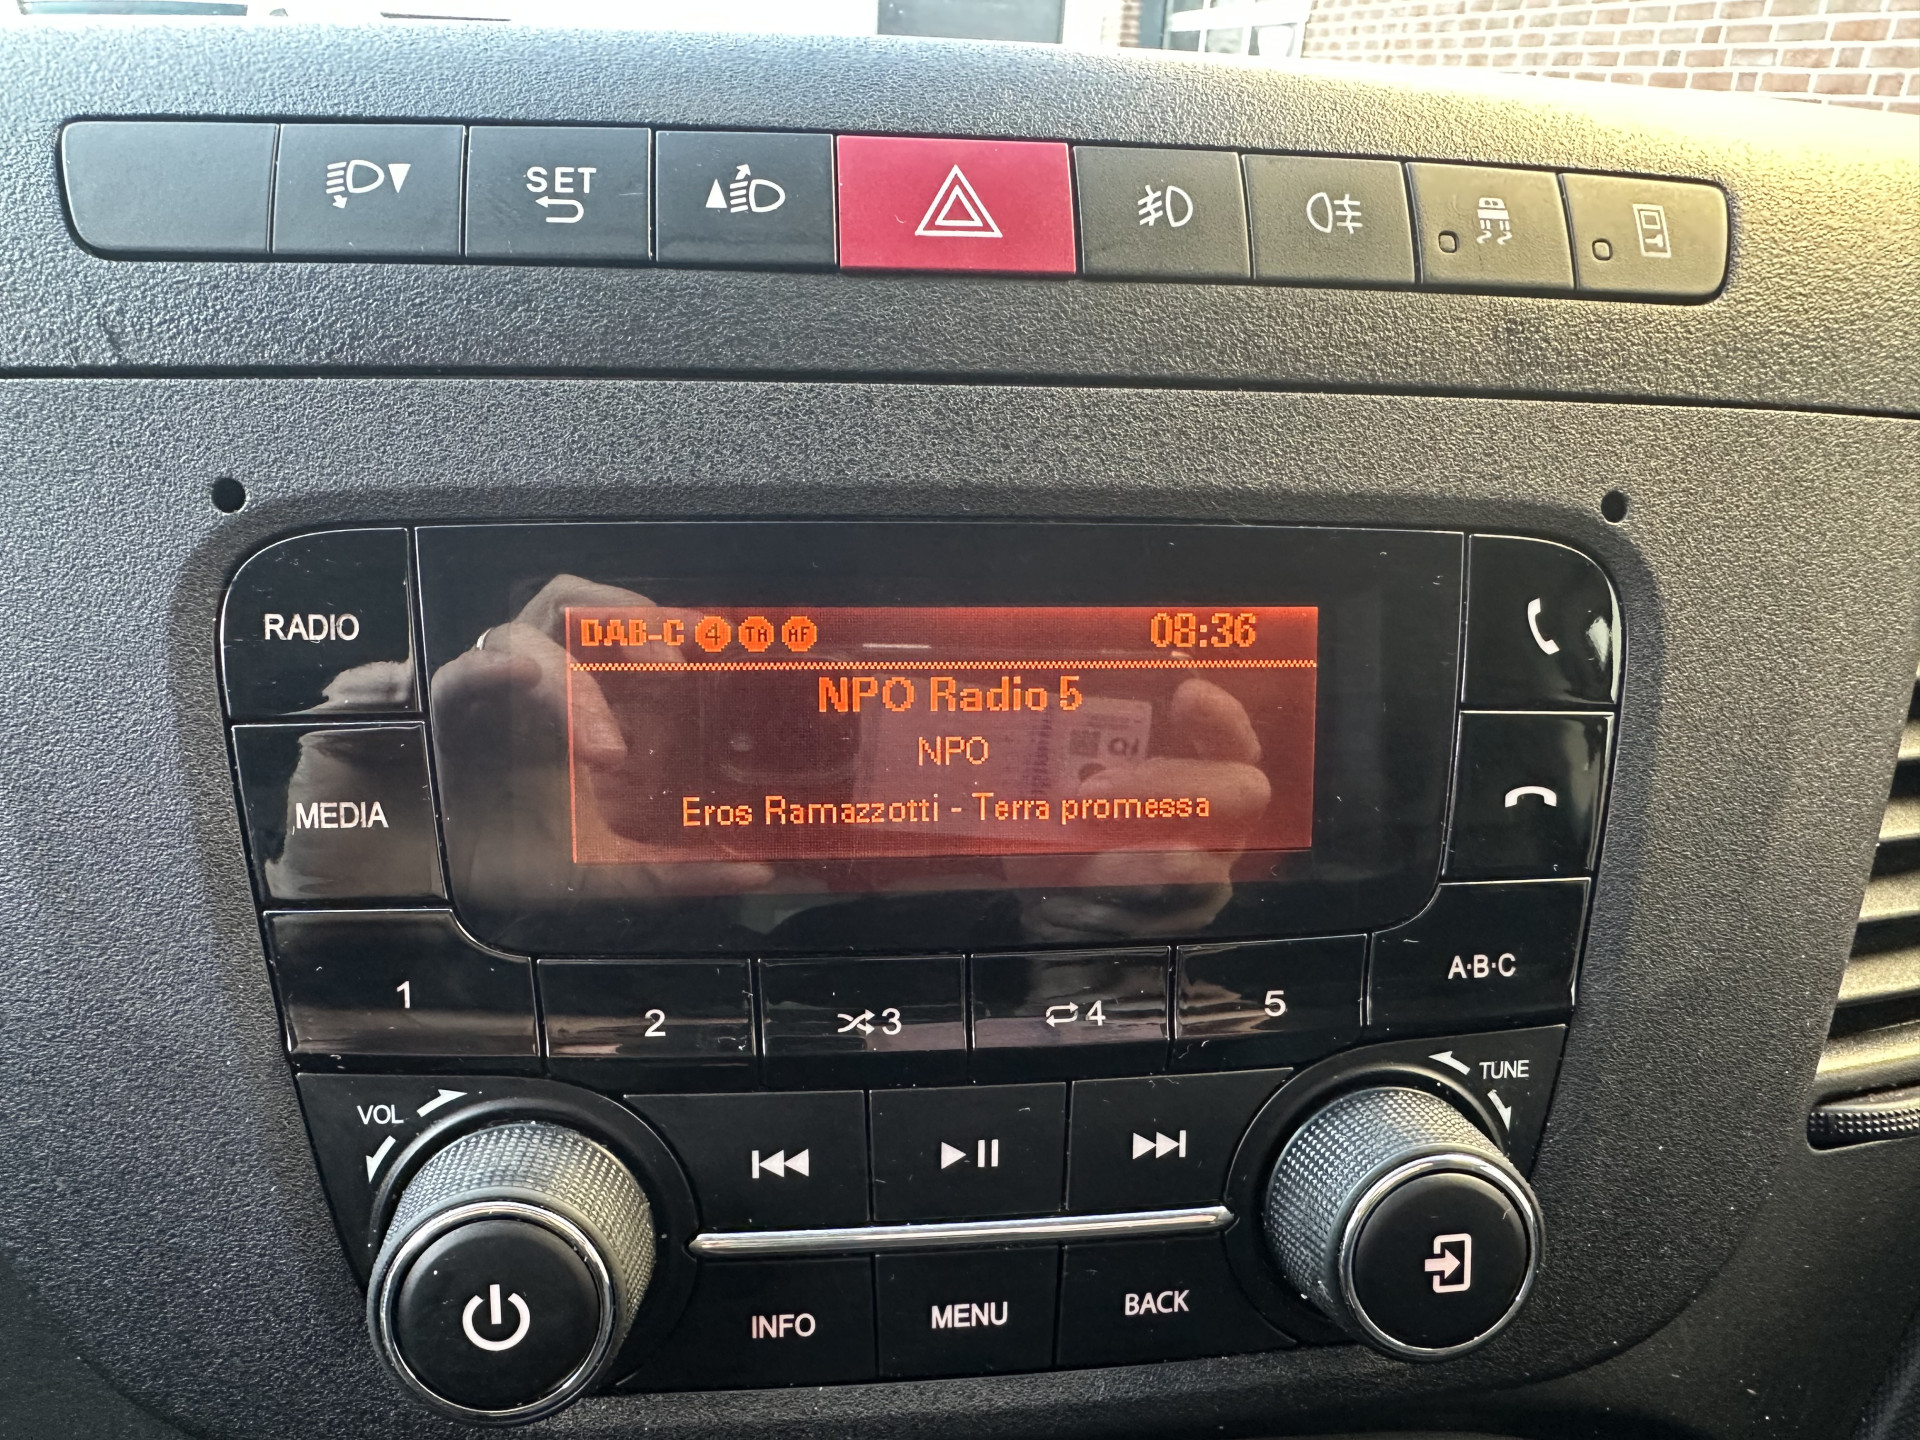 SET
DAB-C 4 TA AF 08:36
NPO Radio 5
NPO
Eros Ramazzotti - Terra promessa
RADIO
MEDIA
1
2
3
4
5
A·B·C
VOL
TUNE
INFO
MENU
BACK